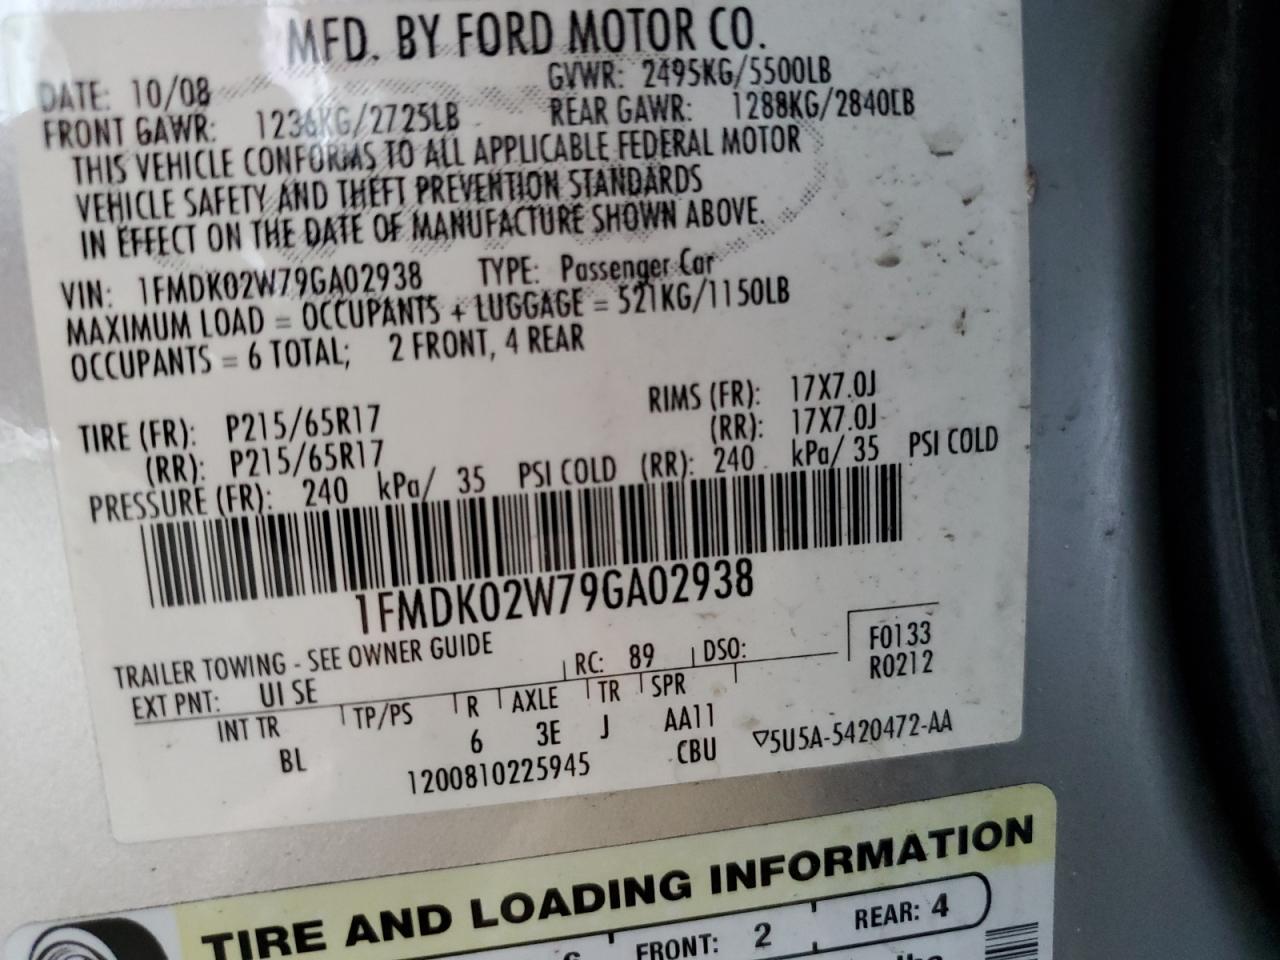 MFD. BY FORD MOTOR CO.
DATE: 10/08 GVWR: 2495KG/5500LB
FRONT GAWR: 1236KG/2725LB REAR GAWR: 1288KG/2840LB
THIS VEHICLE CONFORMS TO ALL APPLICABLE FEDERAL MOTOR
VEHICLE SAFETY AND THEFT PREVENTION STANDARDS
IN EFFECT ON THE DATE OF MANUFACTURE SHOWN ABOVE.
VIN: 1FMDK02W79GA02938 TYPE: Passenger Car
MAXIMUM LOAD = OCCUPANTS + LUGGAGE = 521KG/1150LB
OCCUPANTS = 6 TOTAL; 2 FRONT, 4 REAR
TIRE (FR): P215/65R17 RIMS (FR): 17X7.0J
(RR): P215/65R17 (RR): 17X7.0J
PRESSURE (FR): 240 kPa/ 35 PSI COLD (RR): 240 kPa/ 35 PSI COLD
1FMDK02W79GA02938
TRAILER TOWING - SEE OWNER GUIDE
F0133
EXT PNT: UI SE RC: 89 DSO: R0212
INT TR TP/PS R AXLE TR SPR
BL 6 3E J AA11
1200810225945 CBU ▽5U5A-5420472-AA
TIRE AND LOADING INFORMATION
FRONT: 2 REAR: 4